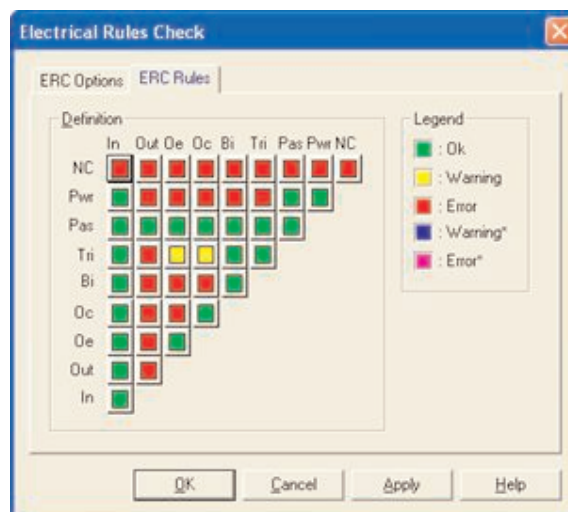 Electrical Rules Check
ERC Options ERC Rules
Definition
In Out Oe Oc Bi Tri Pas Pwr NC
NC
Pwr
Pas
Tri
Bi
Oc
Oe
Out
In
Legend
: Ok
: Warning
: Error
: Warning*
: Error*
OK Cancel Apply Help